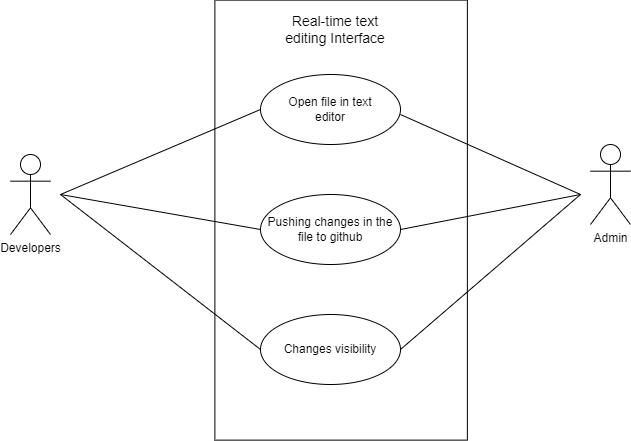 Real-time text
editing Interface
Open file in text
editor
Pushing changes in the
file to github
Developers
Admin
Changes visibility